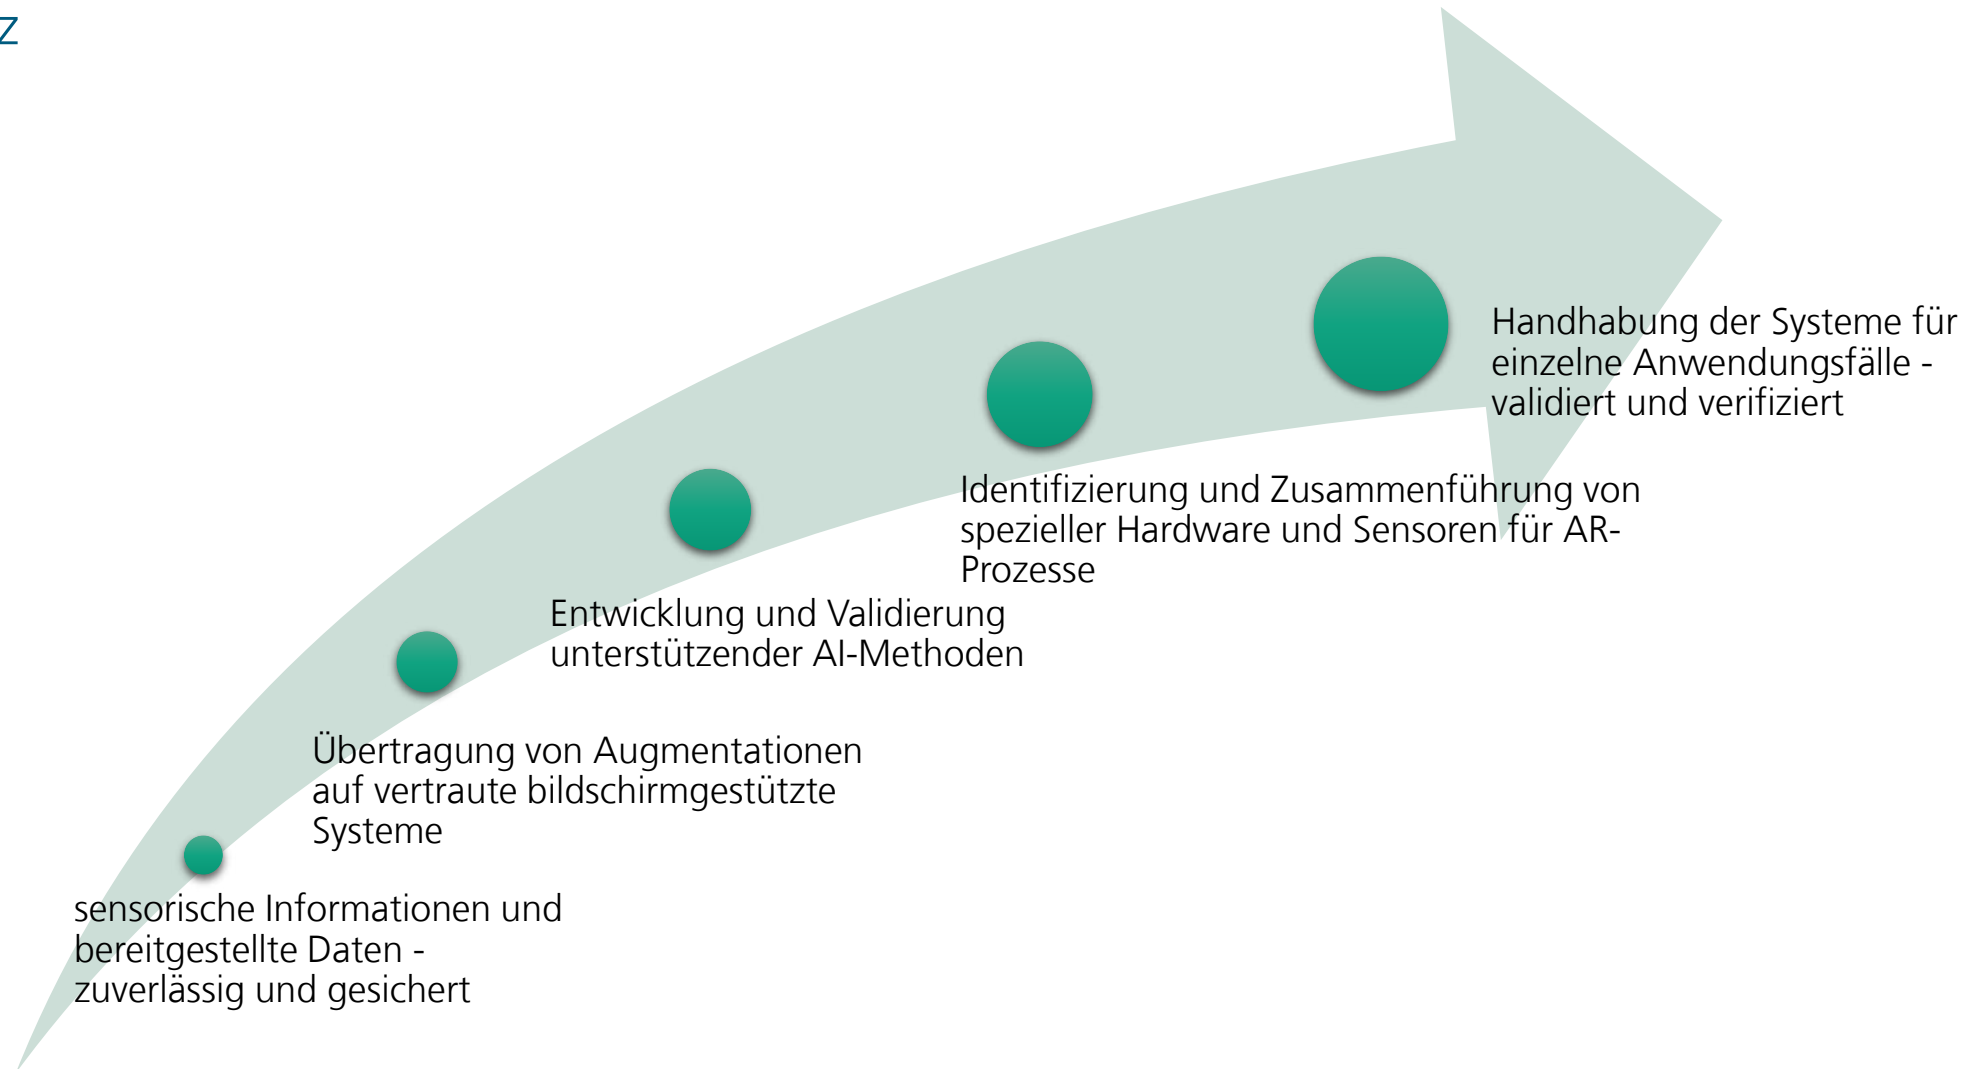 z
Handhabung der Systeme für
einzelne Anwendungsfälle -
validiert und verifiziert
Identifizierung und Zusammenführung von
spezieller Hardware und Sensoren für AR-
Prozesse
Entwicklung und Validierung
unterstützender AI-Methoden
Übertragung von Augmentationen
auf vertraute bildschirmgestützte
Systeme
sensorische Informationen und
bereitgestellte Daten -
zuverlässig und gesichert